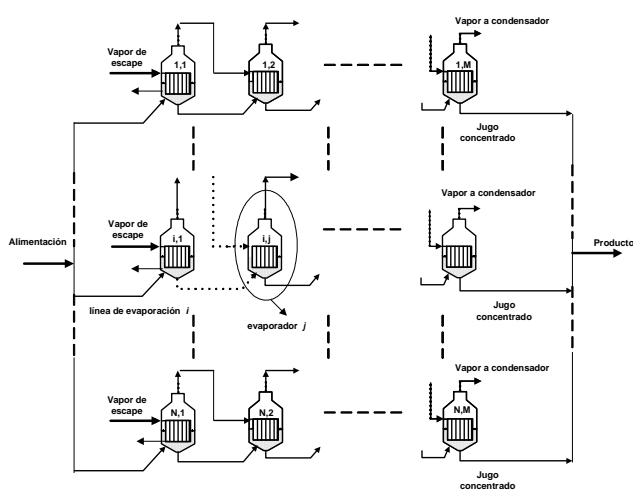 Vapor a condensador
Vapor de
escape
1,1
1,2
1,M
Jugo
concentrado
Vapor a condensador
Vapor de
escape
i,1
i,j
Alimentación
Producto
línea de evaporación i
evaporador j
Jugo
concentrado
Vapor a condensador
Vapor de
escape
N,1
N,2
N,M
Jugo
concentrado